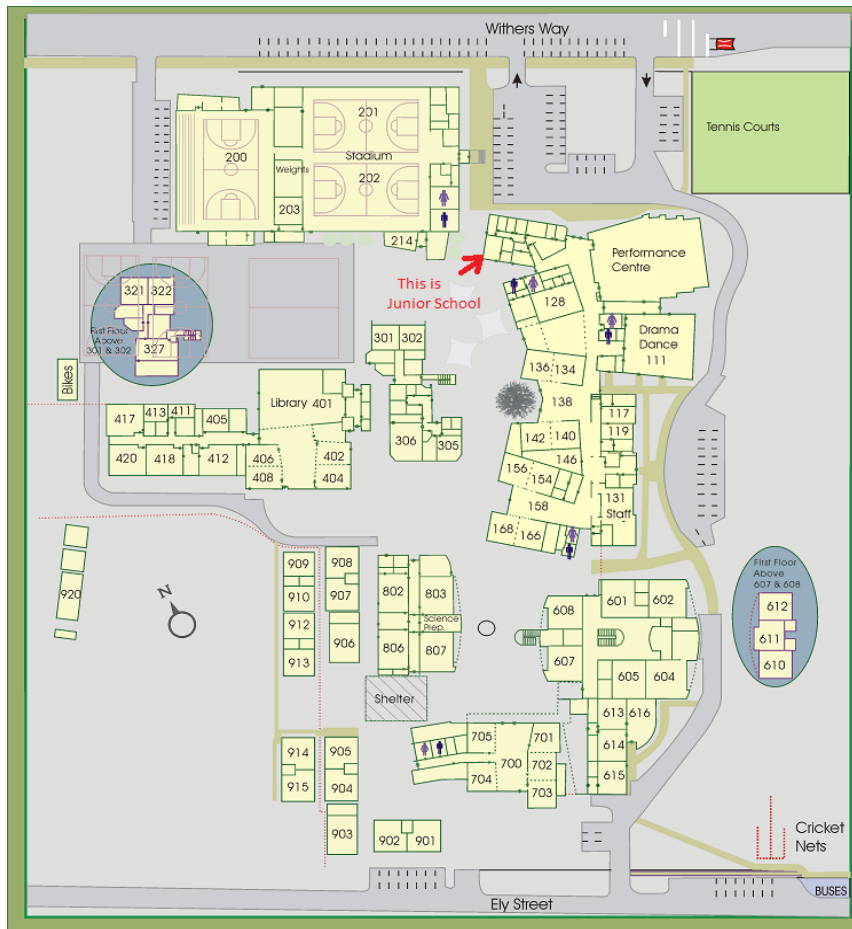 Withers Way
Tennis Courts
201
200
Stadium
Weights
202
203
214
This is
Junior School
Performance
Centre
128
Drama
Dance
111
321 322
First Floor
Above
301 & 302
327
301 302
136 134
138
Bikes
Library 401
417 413 411 405
306 305
142 140
117
119
420 418 412 406 402
408 404
146
156 154
131
Staff
158
168 166
920
N
909 908
910 907
912
906
913
802 803
Science
Prep.
806 807
Shelter
608 601 602
607
605 604
First Floor
Above
607 & 608
612
611
610
613 616
614
615
705 701
700 702
704 703
914 905
915 904
903
902 901
Cricket
Nets
BUSES
Ely Street